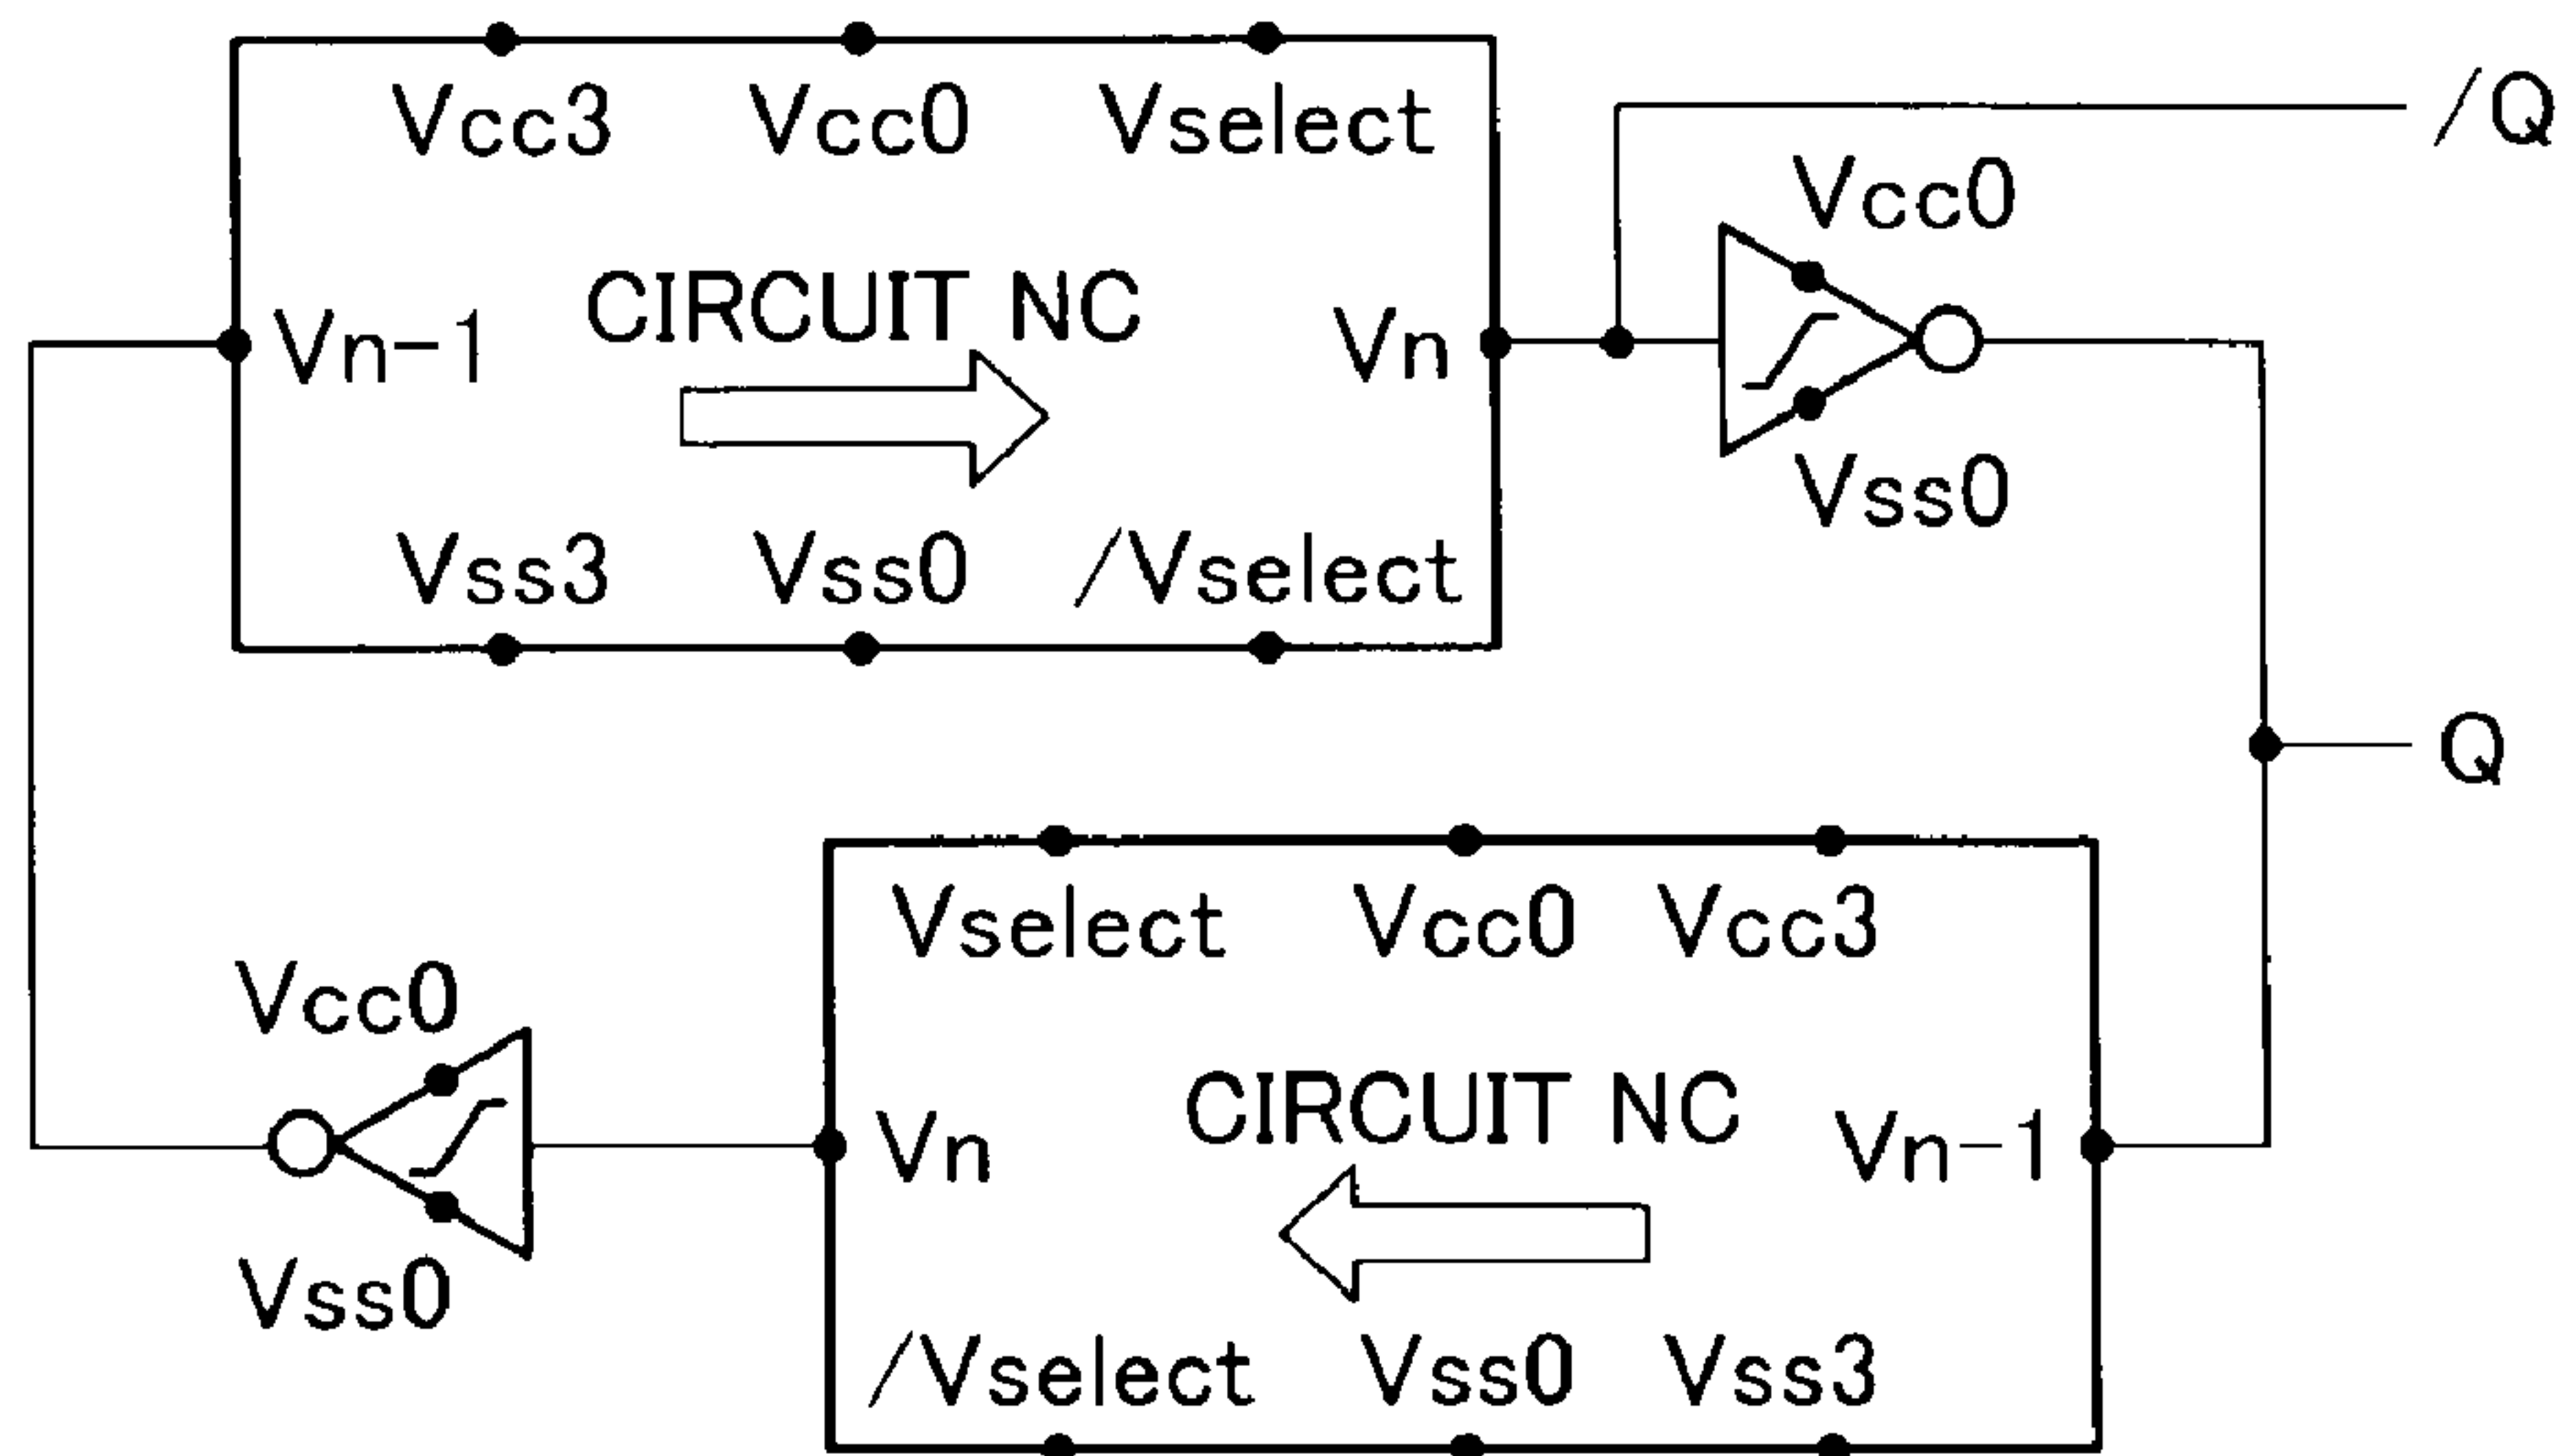 Vcc3 Vcc0 Vselect
/Q
Vcc0
CIRCUIT NC
Vn-1
Vn
Vss0
Vss3 Vss0 /Vselect
Q
Vselect Vcc0 Vcc3
Vcc0
CIRCUIT NC
Vn
Vn-1
Vss0
/Vselect Vss0 Vss3